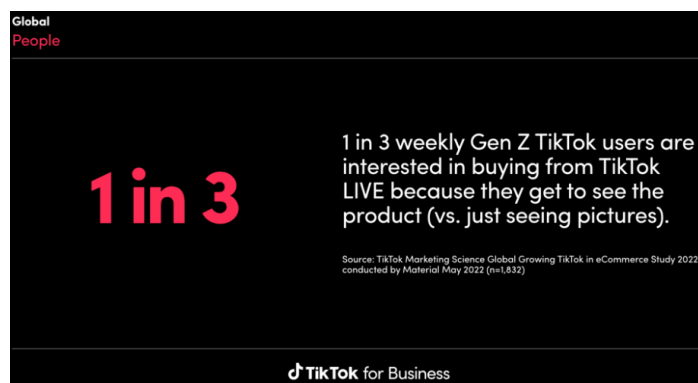 Global
People
1 in 3
1 in 3 weekly Gen Z TikTok users are
interested in buying from TikTok
LIVE because they get to see the
product (vs. just seeing pictures).
Source: TikTok Marketing Science Global Growing TikTok in eCommerce Study 2022
conducted by Material May 2022 (n=1,832)
TikTok for Business